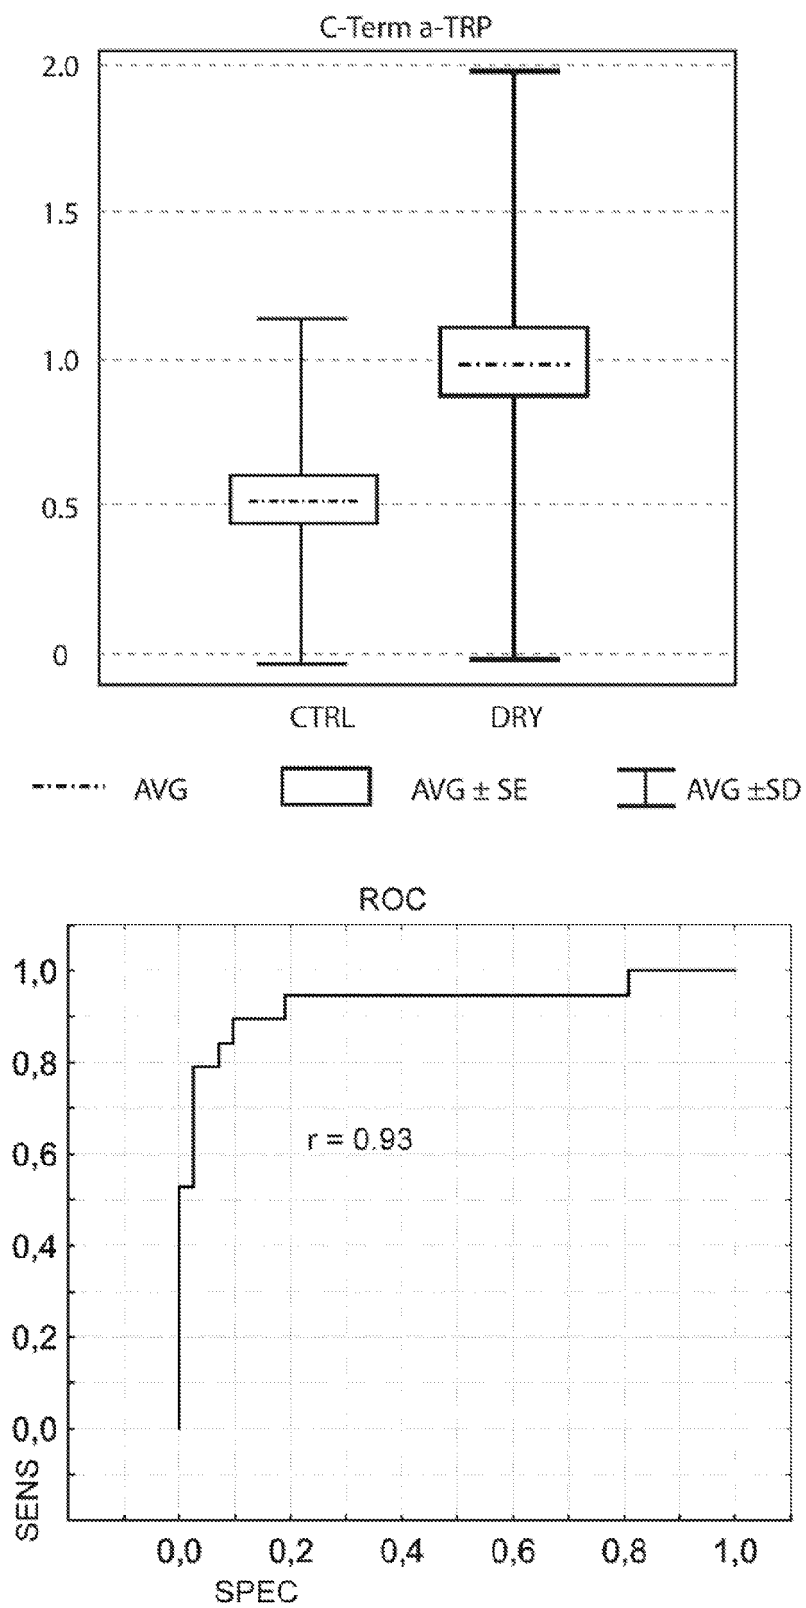 C-Term a-TRP
2.0
1.5
1.0
0.5
0
CTRL DRY
AVG AVG ± SE AVG ±SD
ROC
1,0
0,8
r = 0.93
0,6
0,4
0,2
0,0
SENS
0,0 0,2 0,4 0,6 0,8 1,0
SPEC